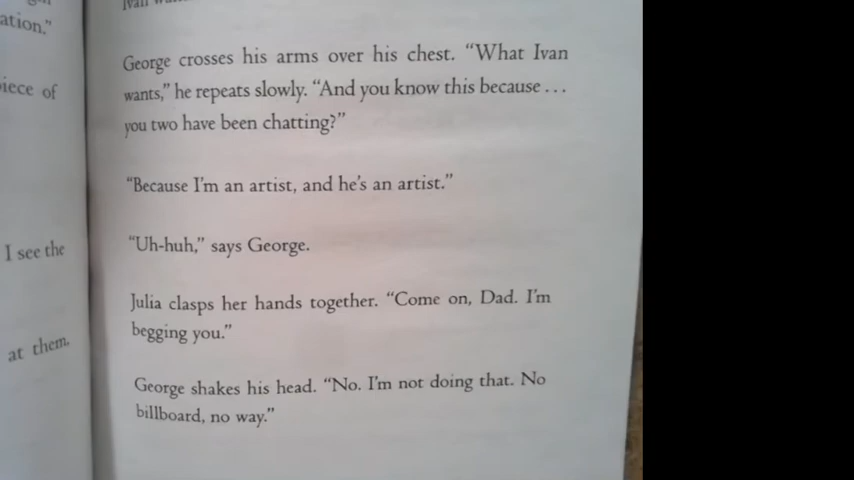 ation,"
piece of
I see the
at them.
George crosses his arms over his chest. “What Ivan
wants,” he repeats slowly. “And you know this because . . .
you two have been chatting?”
“Because I’m an artist, and he’s an artist.”
“Uh-huh,” says George.
Julia clasps her hands together. “Come on, Dad. I’m
begging you.”
George shakes his head. “No. I’m not doing that. No
billboard, no way.”